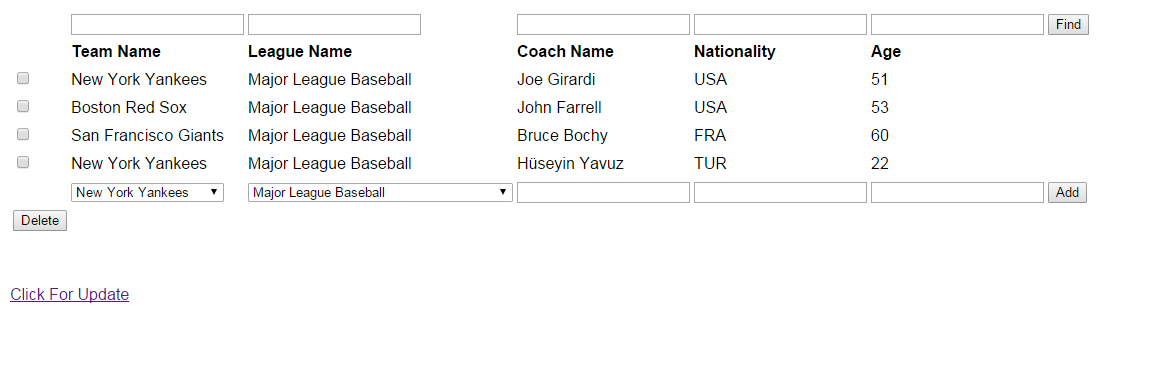 Find
Team Name League Name Coach Name Nationality Age
New York Yankees Major League Baseball Joe Girardi USA 51
Boston Red Sox Major League Baseball John Farrell USA 53
San Francisco Giants Major League Baseball Bruce Bochy FRA 60
New York Yankees Major League Baseball Hüseyin Yavuz TUR 22
New York Yankees Major League Baseball Add
Delete
Click For Update